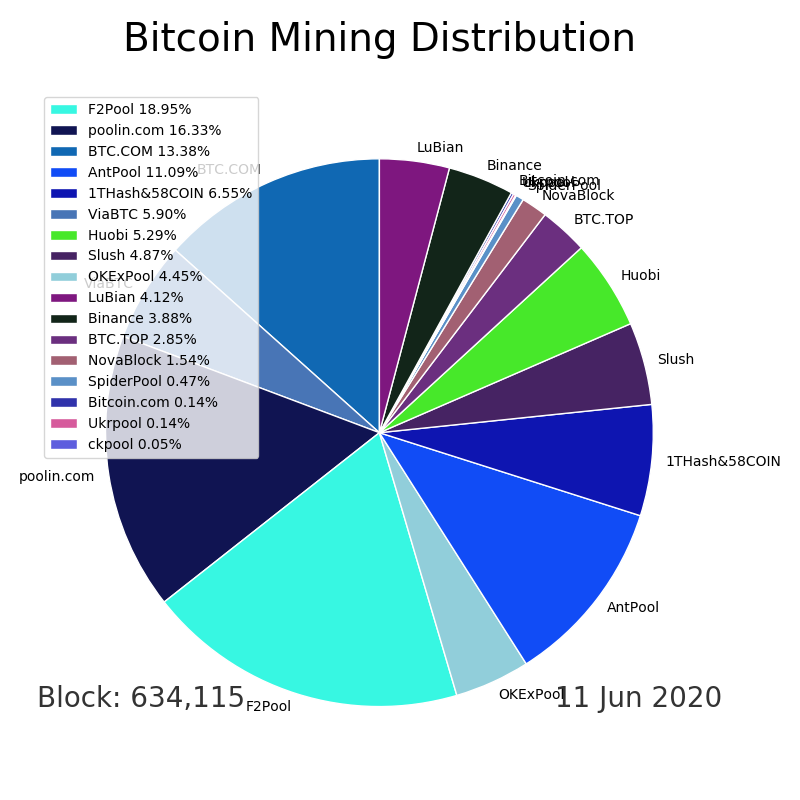 Bitcoin Mining Distribution
F2Pool 18.95%
poolin.com 16.33%
BTC.COM 13.38%
AntPool 11.09%
1THash&58COIN 6.55%
ViaBTC 5.90%
Huobi 5.29%
Slush 4.87%
OKExPool 4.45%
LuBian 4.12%
Binance 3.88%
BTC.TOP 2.85%
NovaBlock 1.54%
SpiderPool 0.47%
Bitcoin.com 0.14%
Ukrpool 0.14%
ckpool 0.05%
LuBian
Binance
Bitcoin.com
SpiderPool
NovaBlock
BTC.TOP
Huobi
Slush
1THash&58COIN
AntPool
OKExPool
F2Pool
poolin.com
ViaBTC
BTC.COM
Block: 634,115
11 Jun 2020